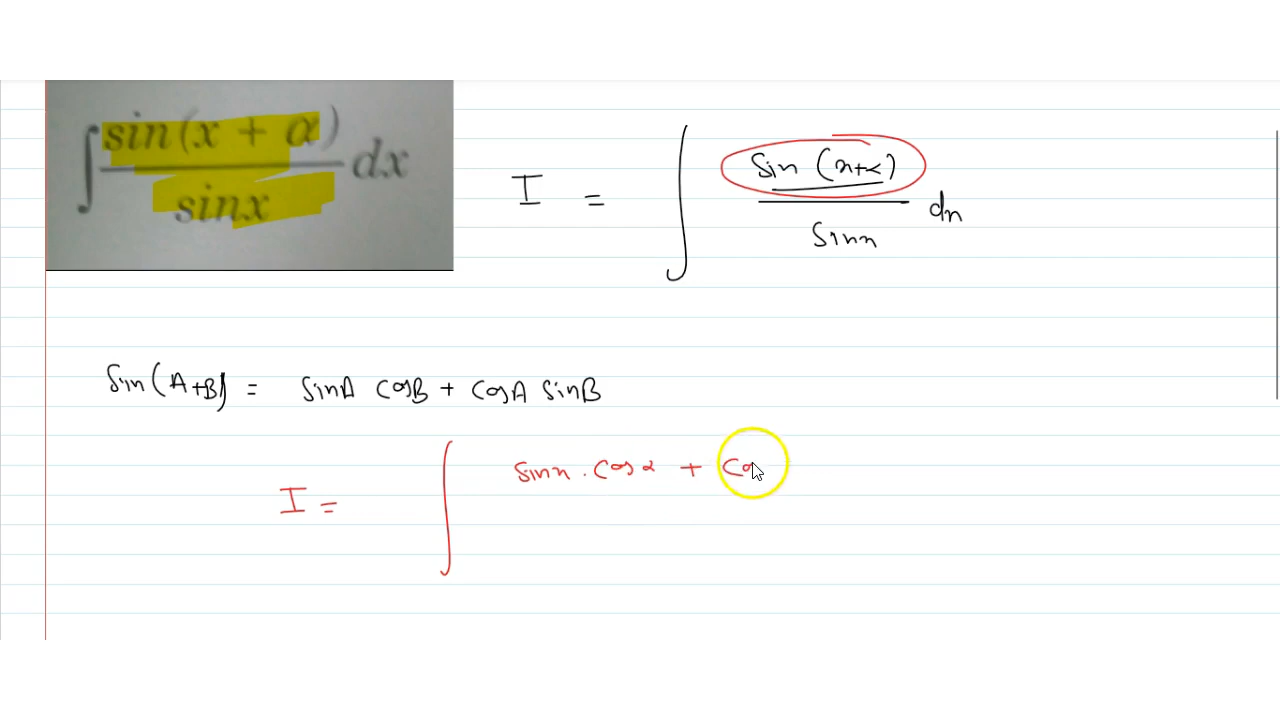 ∫ sin(x + α) / sinx dx
I = ∫ Sin (x+α) / Sinx dx
Sin(A+B) = SinA CosB + CosA SinB
I = ∫ Sinx . Cosα + Co